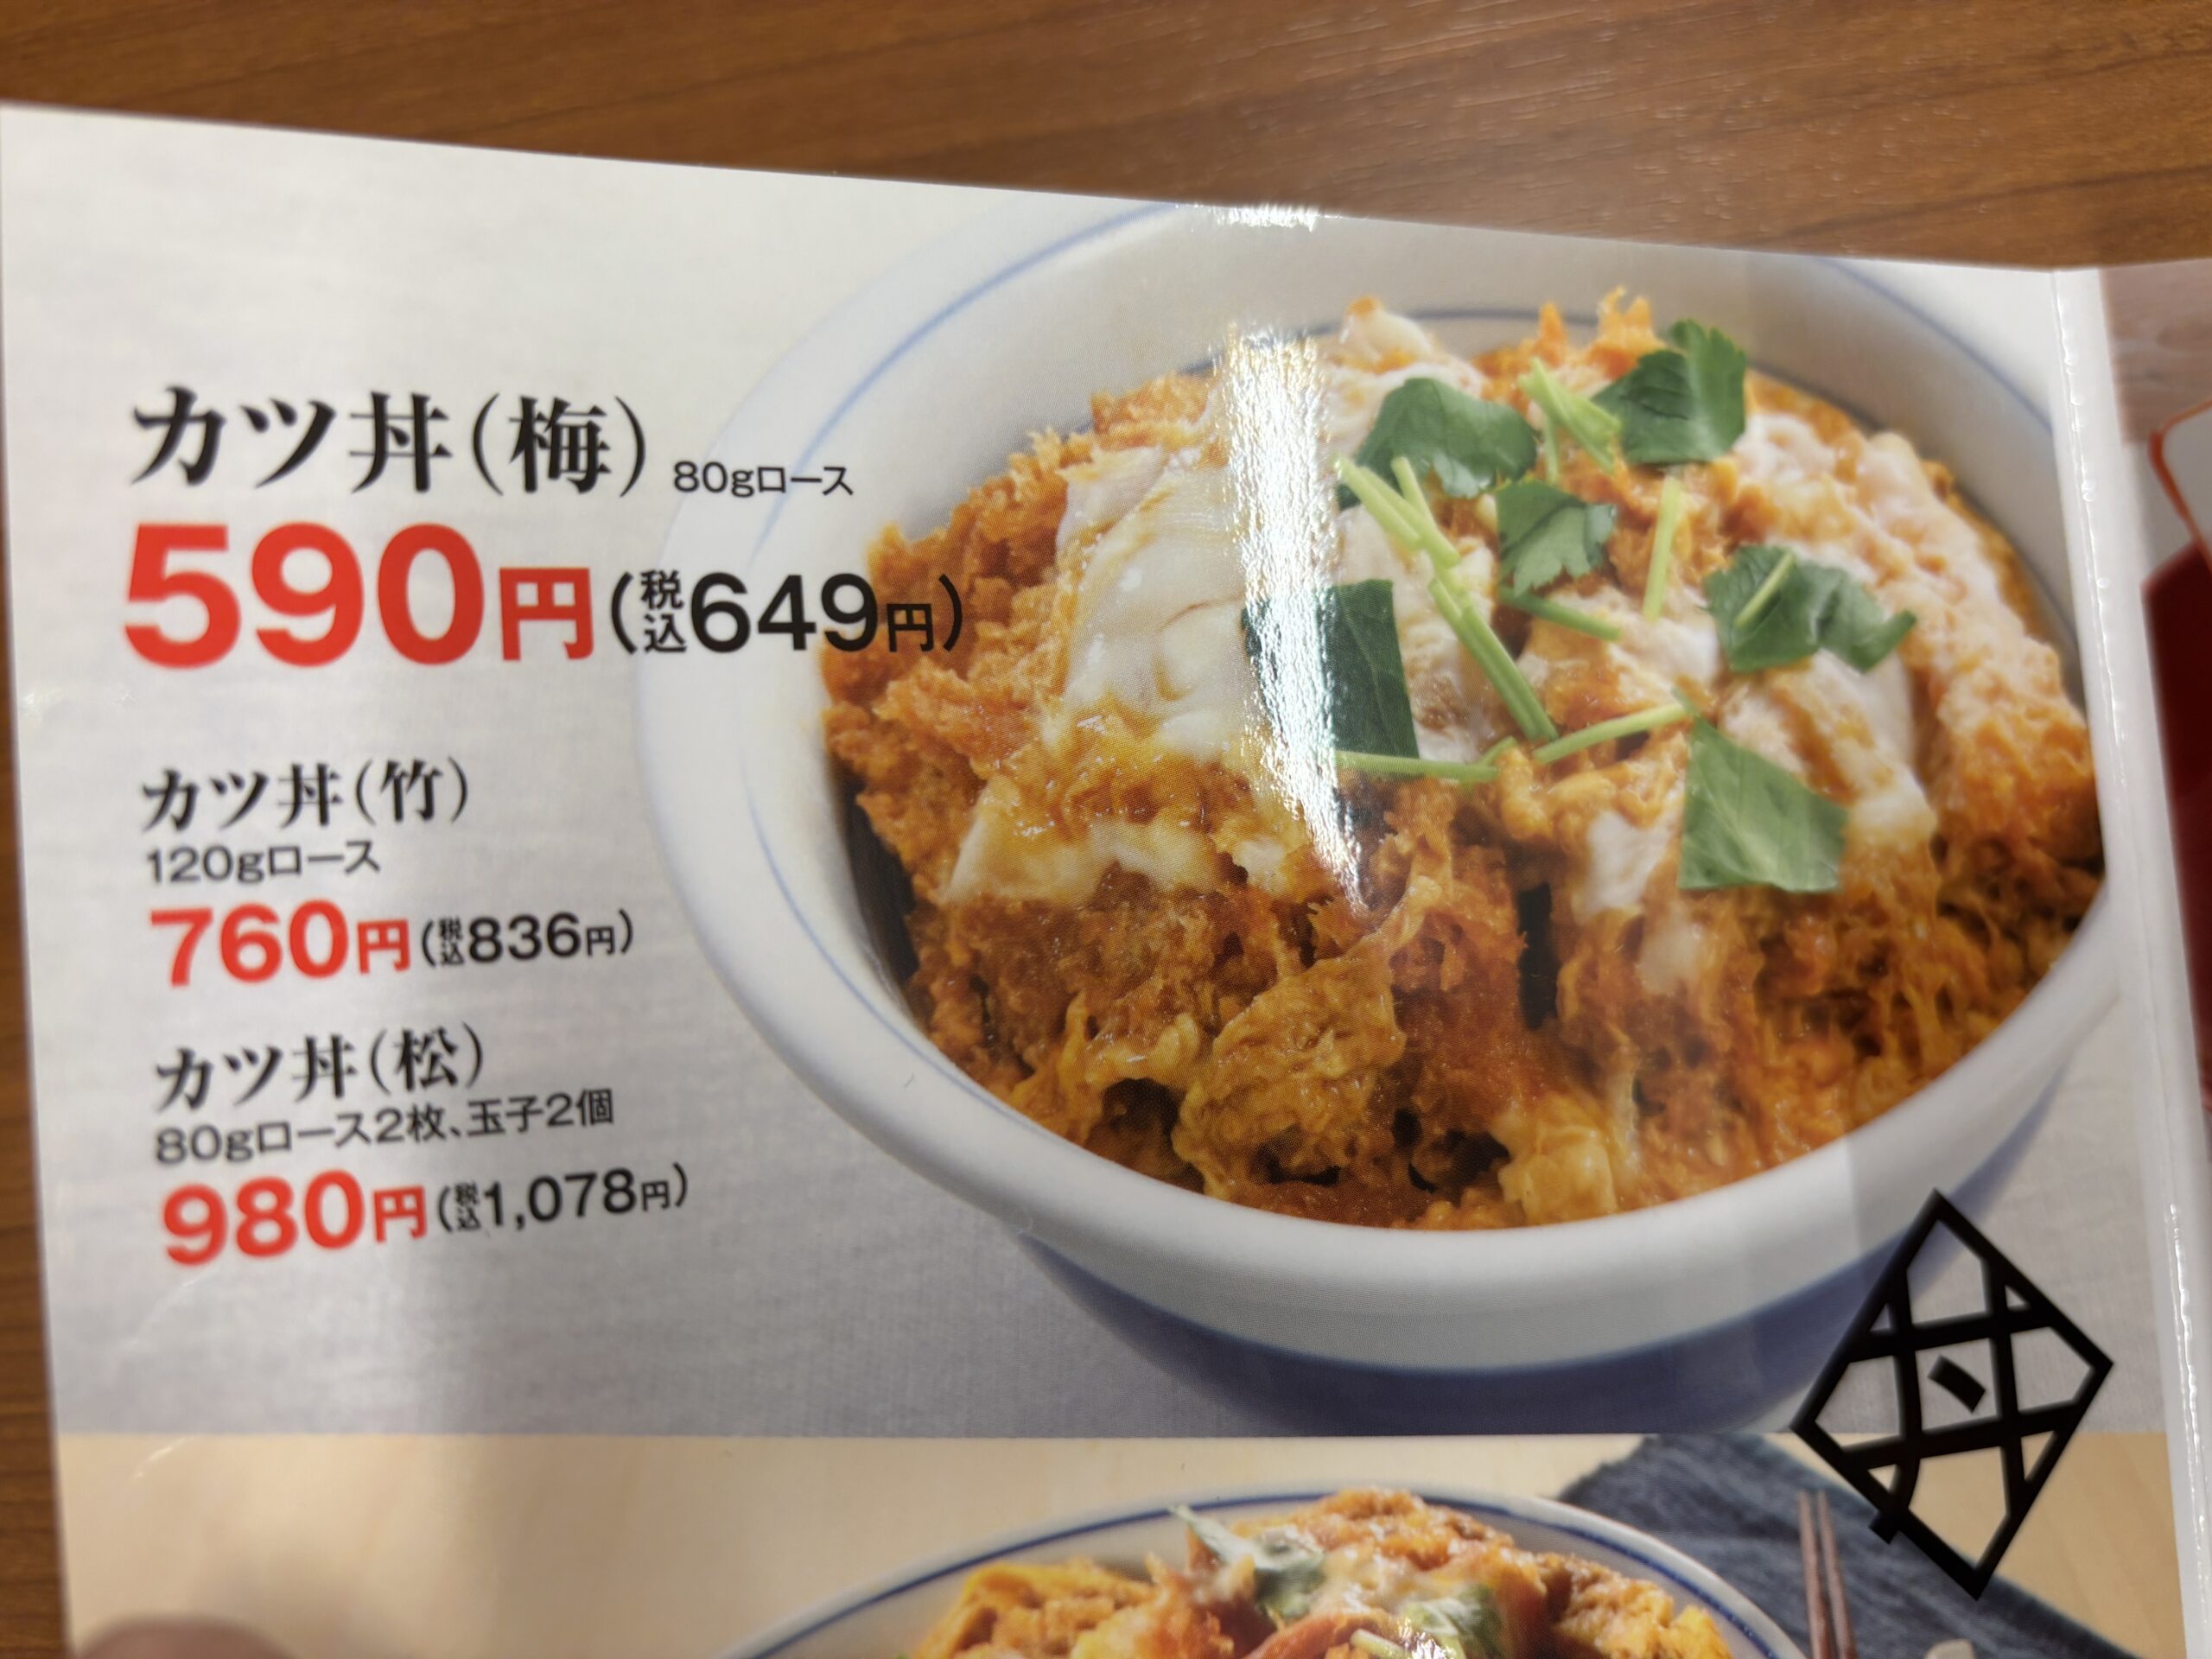 カツ丼(梅) 80gロース
590円(税込649円)
カツ丼(竹)
120gロース
760円(税込836円)
カツ丼(松)
80gロース2枚、玉子2個
980円(税込1,078円)
丼